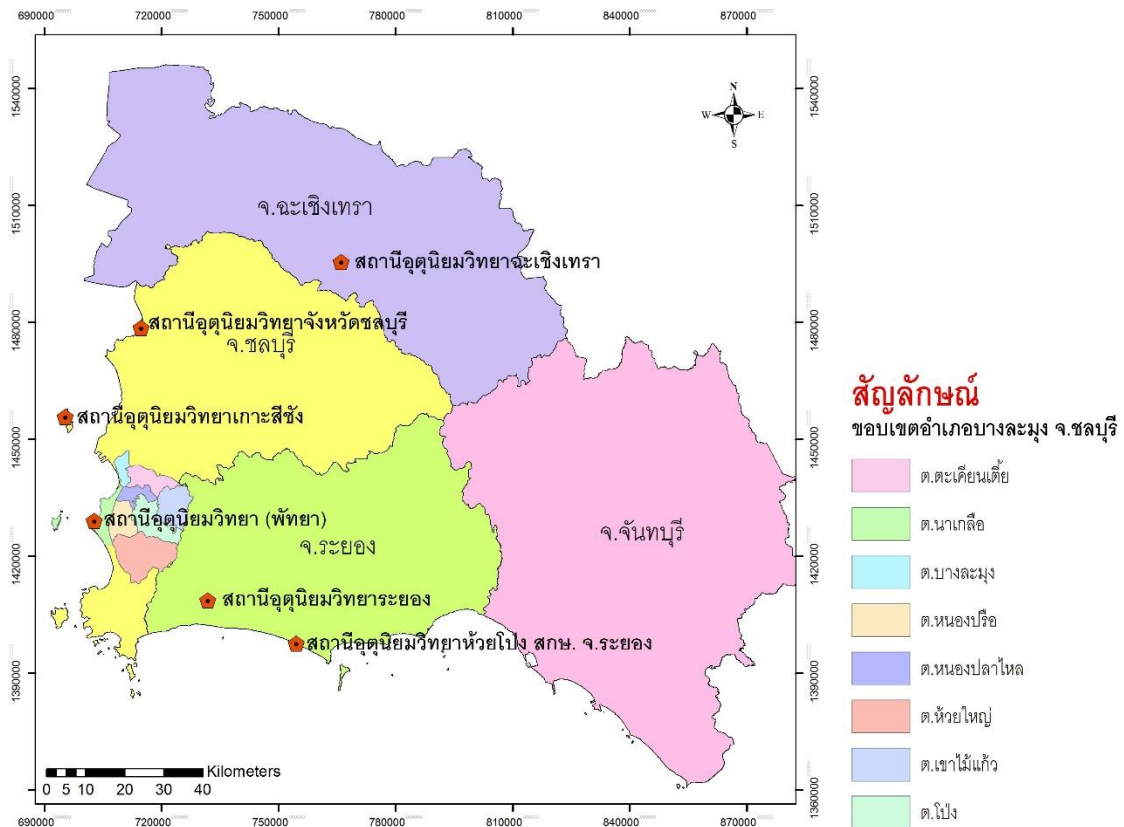 690000 720000 750000 780000 810000 840000 870000
1540000 1540000
N
W E
S
1510000 1510000
จ.ฉะเชิงเทรา
สถานีอุตุนิยมวิทยาฉะเชิงเทรา
1480000 1480000
สถานีอุตุนิยมวิทยาจังหวัดชลบุรี
จ.ชลบุรี
สถานีอุตุนิยมวิทยาเกาะสีชัง
1450000 1450000
สถานีอุตุนิยมวิทยา (พัทยา)
จ.ระยอง
จ.จันทบุรี
1420000 1420000
สถานีอุตุนิยมวิทยาระยอง
สถานีอุตุนิยมวิทยาห้วยโป่ง สกษ. จ.ระยอง
1390000 1390000
Kilometers
0 5 10 20 30 40
1360000 1360000
690000 720000 750000 780000 810000 840000 870000
สัญลักษณ์
ขอบเขตอำเภอบางละมุง จ.ชลบุรี
ต.ตะเคียนเตี้ย
ต.นาเกลือ
ต.บางละมุง
ต.หนองปรือ
ต.หนองปลาไหล
ต.ห้วยใหญ่
ต.เขาไม้แก้ว
ต.โป่ง